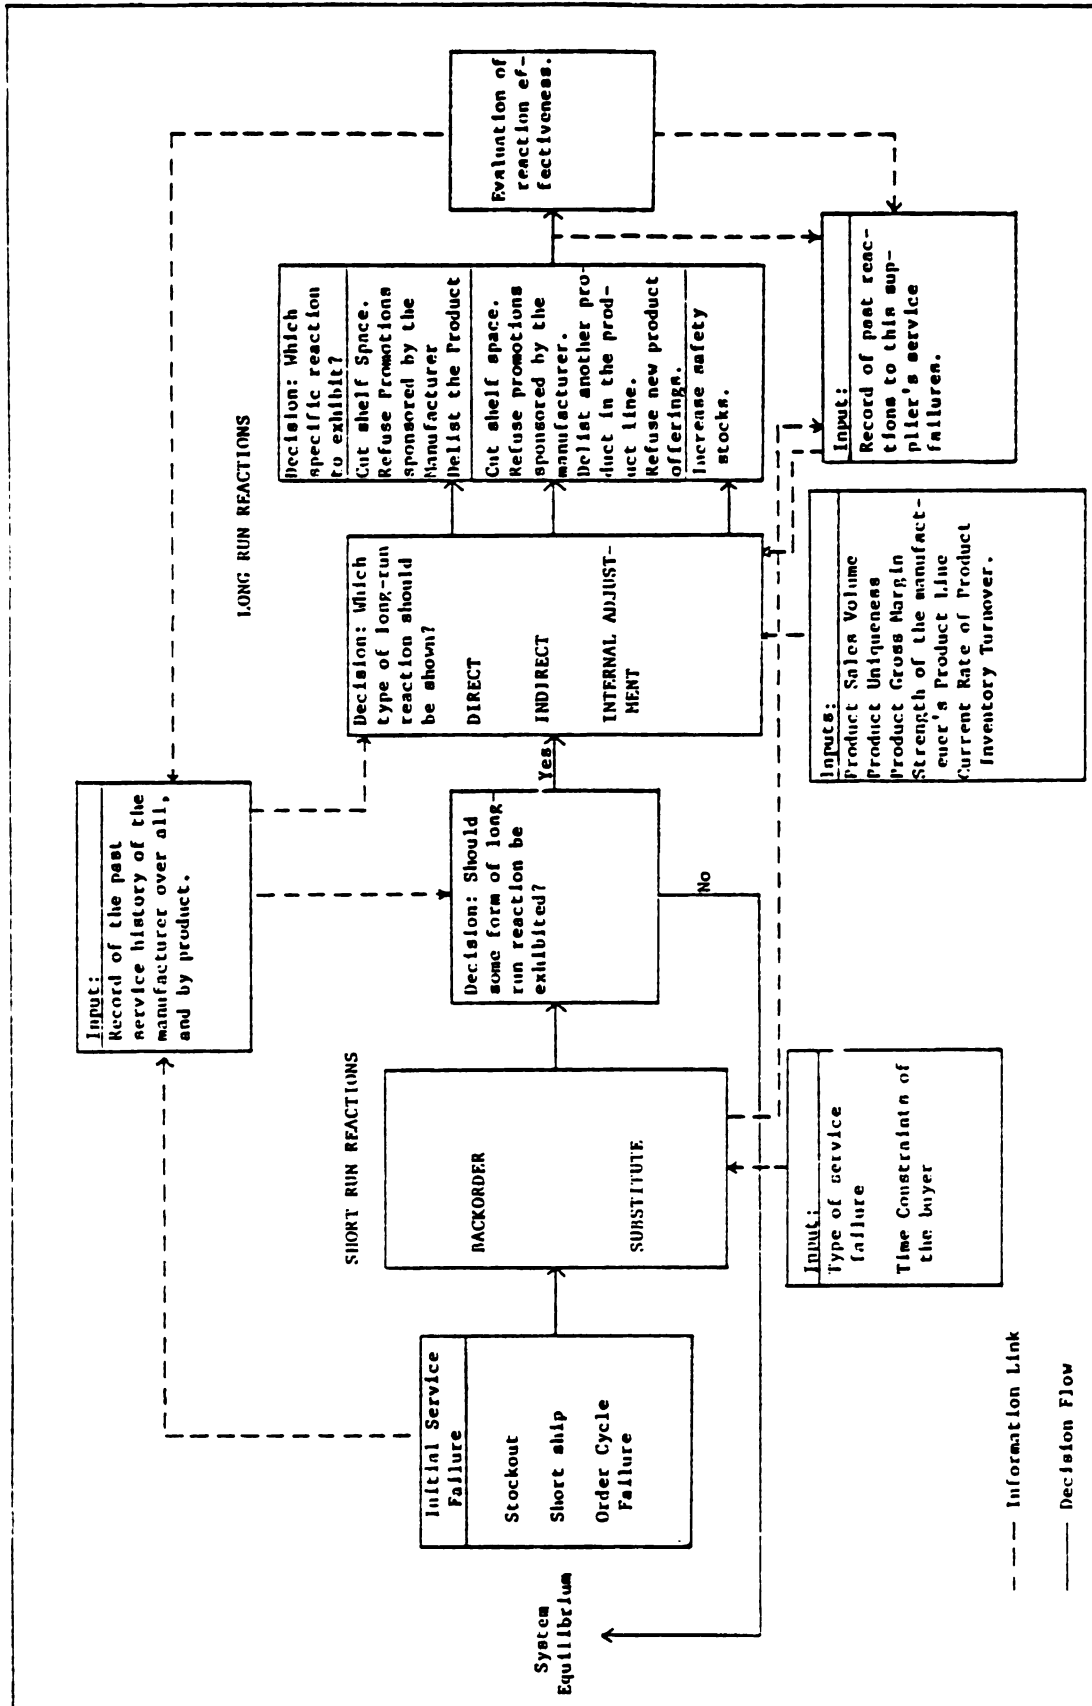 System
Equilibrium
Initial Service
Failure
Stockout
Short ship
Order Cycle
Failure
SHORT RUN REACTIONS
BACKORDER
SUBSTITUTE
Input:
Type of service
failure
Time Constraints of
the buyer
Input:
Record of the past
service history of the
manufacturer over all,
and by product.
Decision: Should
some form of long-
run reaction be
exhibited?
Yes
No
LONG RUN REACTIONS
Decision: Which
type of long-run
reaction should
be shown?
DIRECT
INDIRECT
INTERNAL ADJUST-
MENT
Inputs:
Product Sales Volume
Product Uniqueness
Product Gross Margin
Strength of the manufact-
euer's Product Line
Current Rate of Product
Inventory Turnover.
Decision: Which
specific reaction
to exhibit?
Cut shelf Space.
Refuse Promotions
sponsored by the
Manufacturer
Delist the Product
Cut shelf space.
Refuse promotions
sponsored by the
manufacturer.
Delist another pro-
duct in the prod-
uct line.
Refuse new product
offerings.
Increase safety
stocks.
Input:
Record of past reac-
tions to this sup-
plier's service
failures.
Evaluation of
reaction ef-
fectiveness.
Information Link
Decision Flow